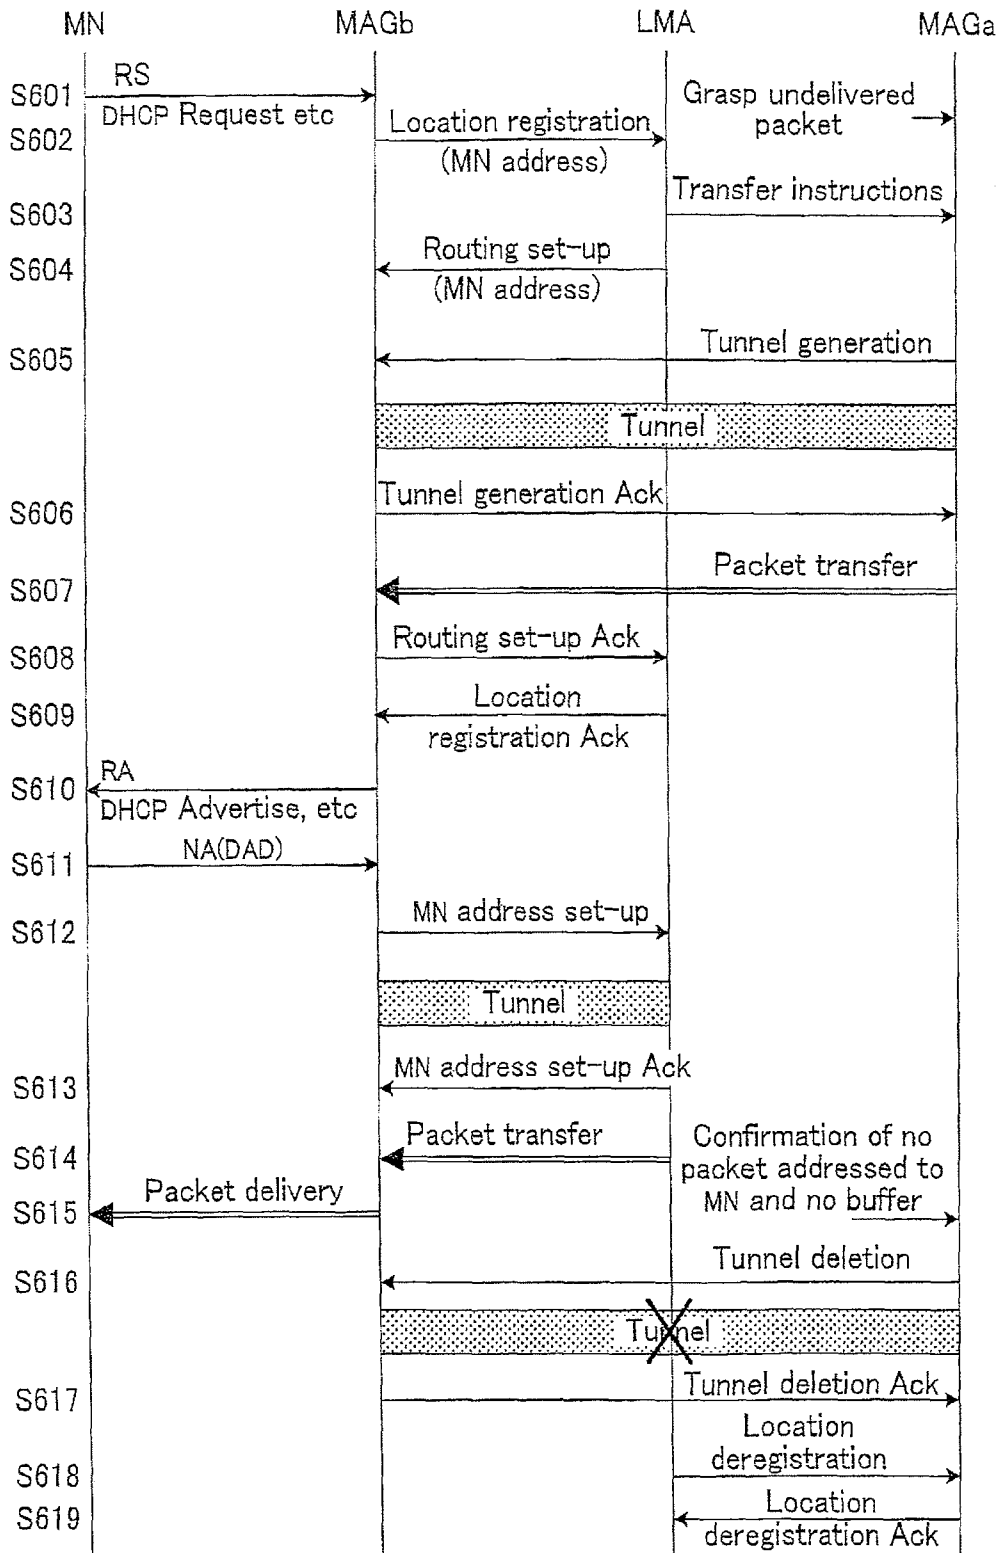 MN MAGb LMA MAGa
S601 RS
DHCP Request etc
Grasp undelivered
packet
S602 Location registration
(MN address)
S603 Transfer instructions
S604 Routing set-up
(MN address)
S605 Tunnel generation
Tunnel
S606 Tunnel generation Ack
S607 Packet transfer
S608 Routing set-up Ack
S609 Location
registration Ack
S610 RA
DHCP Advertise, etc
S611 NA(DAD)
S612 MN address set-up
Tunnel
S613 MN address set-up Ack
S614 Packet transfer
Confirmation of no
packet addressed to
MN and no buffer
S615 Packet delivery
S616 Tunnel deletion
Tunnel
S617 Tunnel deletion Ack
S618 Location
deregistration
S619 Location
deregistration Ack